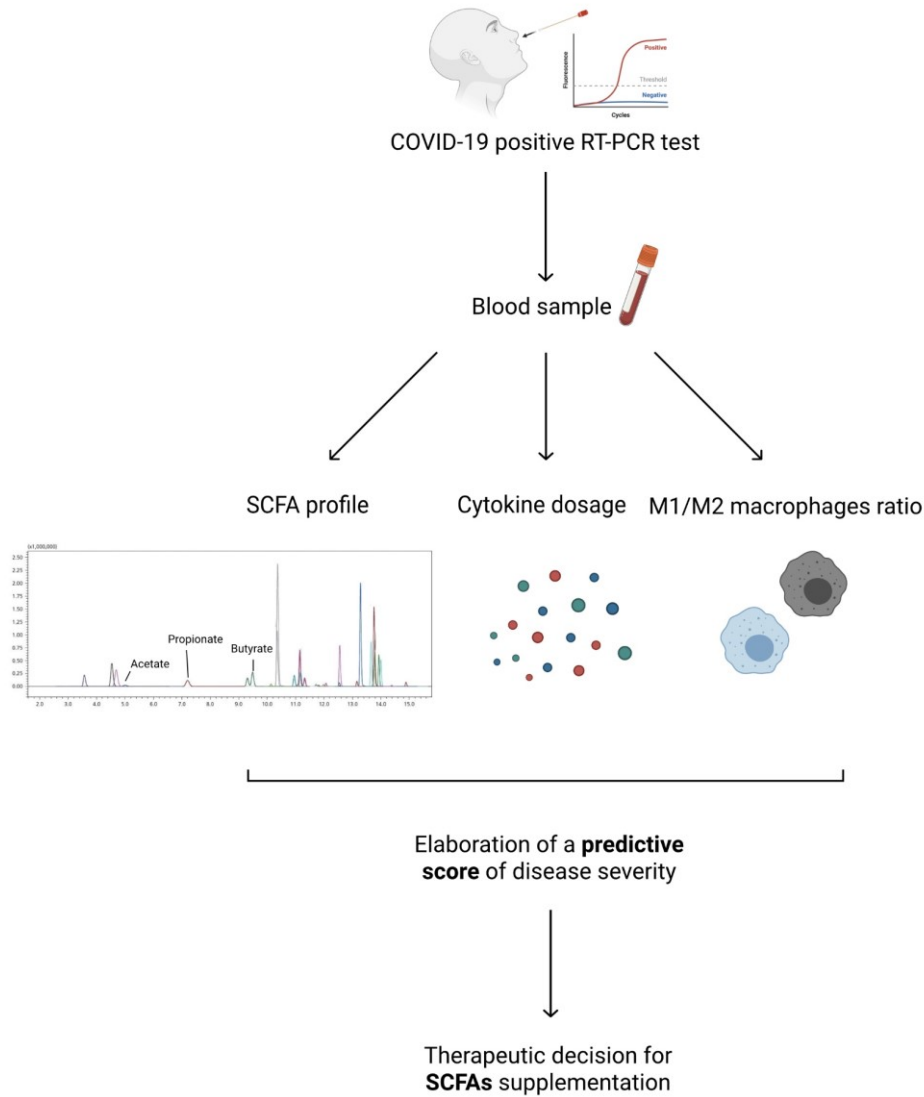 Fluorescence
Positive
Threshold
Negative
Cycles
COVID-19 positive RT-PCR test
Blood sample
SCFA profile
Cytokine dosage
M1/M2 macrophages ratio
(x1,000,000)
2.50
2.25
2.00
1.75
1.50
1.25
1.00
0.75
0.50
0.25
0.00
Acetate
Propionate
Butyrate
2.0 3.0 4.0 5.0 6.0 7.0 8.0 9.0 10.0 11.0 12.0 13.0 14.0 15.0
Elaboration of a predictive
score of disease severity
Therapeutic decision for
SCFAs supplementation